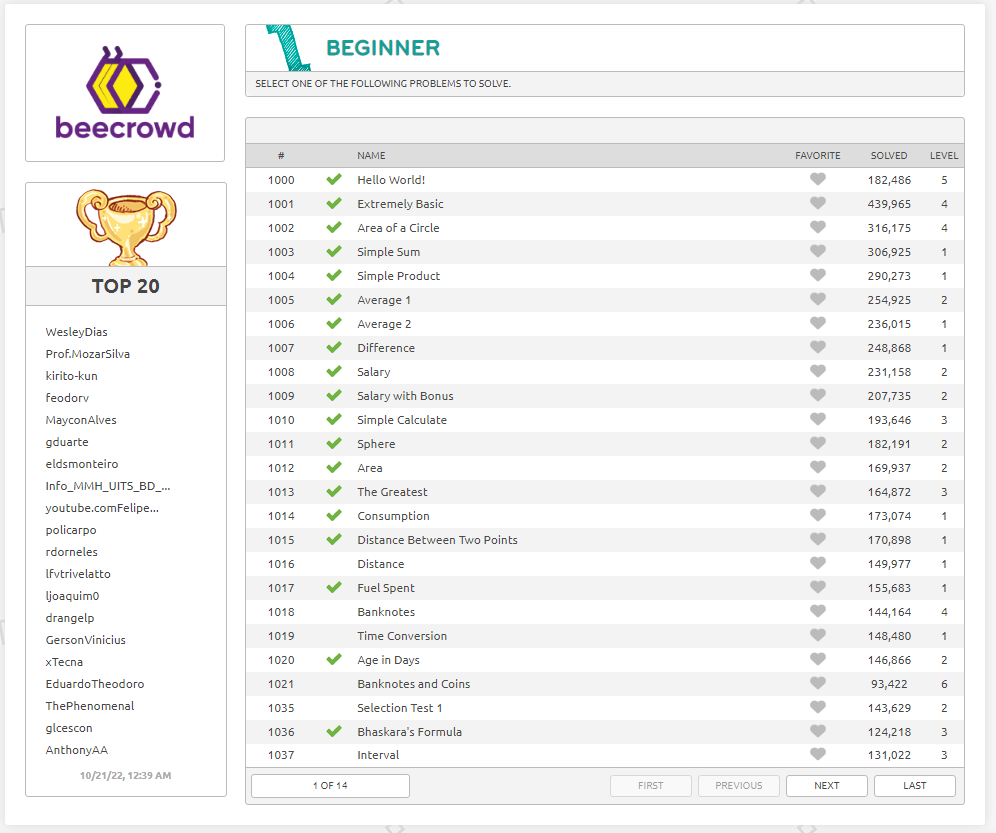 beecrowd
TOP 20
WesleyDias
Prof.MozarSilva
kirito-kun
feodorv
MayconAlves
gduarte
eldsmonteiro
Info_MMH_UITS_BD_...
youtube.comFelipe...
policarpo
rdorneles
lfvtrivelatto
ljoaquim0
drangelp
GersonVinicius
xTecna
EduardoTheodoro
ThePhenomenal
glcescon
AnthonyAA
10/21/22, 12:39 AM
1 BEGINNER
SELECT ONE OF THE FOLLOWING PROBLEMS TO SOLVE.
# NAME FAVORITE SOLVED LEVEL
1000 Hello World! 182,486 5
1001 Extremely Basic 439,965 4
1002 Area of a Circle 316,175 4
1003 Simple Sum 306,925 1
1004 Simple Product 290,273 1
1005 Average 1 254,925 2
1006 Average 2 236,015 1
1007 Difference 248,868 1
1008 Salary 231,158 2
1009 Salary with Bonus 207,735 2
1010 Simple Calculate 193,646 3
1011 Sphere 182,191 2
1012 Area 169,937 2
1013 The Greatest 164,872 3
1014 Consumption 173,074 1
1015 Distance Between Two Points 170,898 1
1016 Distance 149,977 1
1017 Fuel Spent 155,683 1
1018 Banknotes 144,164 4
1019 Time Conversion 148,480 1
1020 Age in Days 146,866 2
1021 Banknotes and Coins 93,422 6
1035 Selection Test 1 143,629 2
1036 Bhaskara's Formula 124,218 3
1037 Interval 131,022 3
1 OF 14 FIRST PREVIOUS NEXT LAST